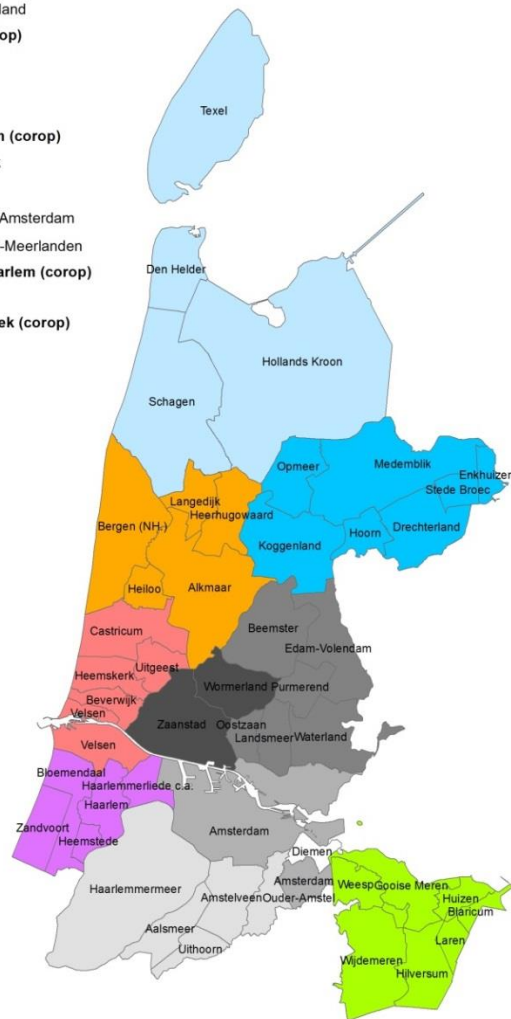 land
op)
n (corop)
Amsterdam
-Meerlanden
arlem (corop)
ek (corop)
Texel
Den Helder
Hollands Kroon
Schagen
Opmeer
Medemblik
Enkhuizen
Stede Broec
Langedijk
Heerhugowaard
Bergen (NH.)
Hoorn
Drechterland
Koggenland
Heiloo
Alkmaar
Castricum
Beemster
Edam-Volendam
Uitgeest
Heemskerk
Wormerland
Purmerend
Beverwijk
Velsen
Zaanstad
Oostzaan
Landsmeer
Waterland
Velsen
Bloemendaal
Haarlemmerliede c.a.
Haarlem
Zandvoort
Heemstede
Amsterdam
Diemen
Haarlemmermeer
Amstelveen
Amsterdam
Ouder-Amstel
Weesp
Gooise Meren
Huizen
Blaricum
Aalsmeer
Uithoorn
Laren
Wijdemeren
Hilversum